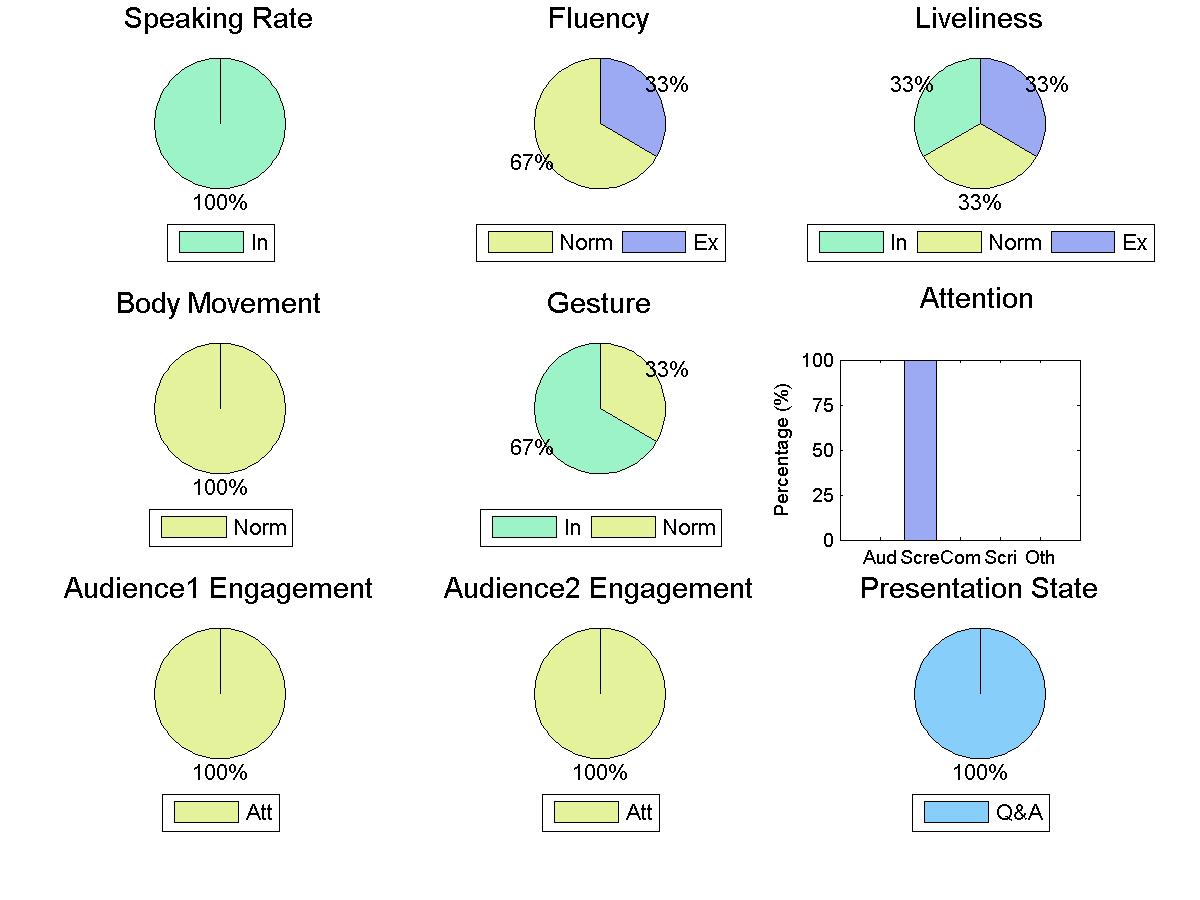 Speaking Rate
100%
In
Fluency
33%
67%
Norm Ex
Liveliness
33% 33%
33%
In Norm Ex
Body Movement
100%
Norm
Gesture
33%
67%
In Norm
Attention
Percentage (%)
100
75
50
25
0
Aud Scre Com Scri Oth
Audience1 Engagement
100%
Att
Audience2 Engagement
100%
Att
Presentation State
100%
Q&A